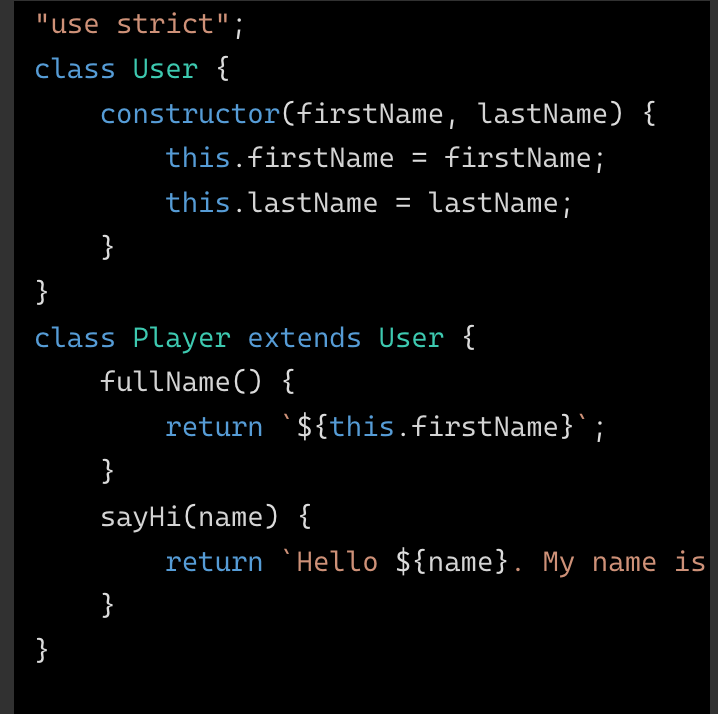 "use strict";
class User {
    constructor(firstName, lastName) {
        this.firstName = firstName;
        this.lastName = lastName;
    }
}
class Player extends User {
    fullName() {
        return `${this.firstName}`;
    }
    sayHi(name) {
        return `Hello ${name}. My name is
    }
}